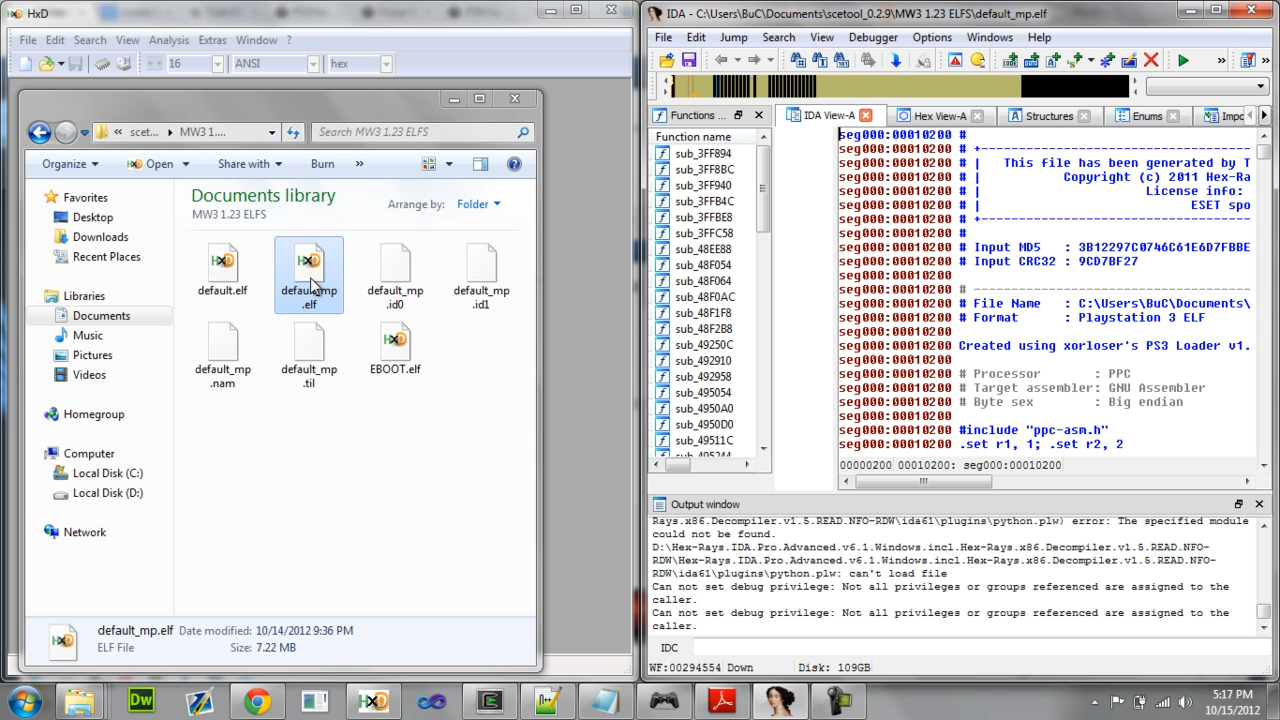 HxD
File Edit Search View Analysis Extras Window ?
16 ANSI hex
scet... MW3 1.... Search MW3 1.23 ELFS
Organize Open Share with Burn »
Favorites
Desktop
Downloads
Recent Places
Libraries
Documents
Music
Pictures
Videos
Homegroup
Computer
Local Disk (C:)
Local Disk (D:)
Network
Documents library
MW3 1.23 ELFS
Arrange by: Folder
default.elf
default_mp
.elf
default_mp
.id0
default_mp
.id1
default_mp
.nam
default_mp
.til
EBOOT.elf
default_mp.elf Date modified: 10/14/2012 9:36 PM
ELF File Size: 7.22 MB
IDA - C:\Users\BuC\Documents\scetool_0.2.9\MW3 1.23 ELFS\default_mp.elf
File Edit Jump Search View Debugger Options Windows Help
Functions ...
Function name
sub_3FF894
sub_3FF8BC
sub_3FF940
sub_3FFB4C
sub_3FFBE8
sub_3FFC58
sub_48EE88
sub_48F054
sub_48F064
sub_48F0AC
sub_48F1F8
sub_48F2B8
sub_49250C
sub_492910
sub_492958
sub_495054
sub_4950A0
sub_4950D0
sub_49511C
sub_495244
IDA View-A Hex View-A Structures Enums Impo
seg000:00010200 #
seg000:00010200 # +-----------------------------------
seg000:00010200 # | This file has been generated by T
seg000:00010200 # | Copyright (c) 2011 Hex-Ra
seg000:00010200 # | License info:
seg000:00010200 # | ESET spo
seg000:00010200 # +-----------------------------------
seg000:00010200 #
seg000:00010200 # Input MD5 : 3B12297C0746C61E6D7FBBE
seg000:00010200 # Input CRC32 : 9CD7BF27
seg000:00010200
seg000:00010200 # -----------------------------------
seg000:00010200 # File Name : C:\Users\BuC\Documents\
seg000:00010200 # Format : Playstation 3 ELF
seg000:00010200
seg000:00010200 Created using xorloser's PS3 Loader v1.
seg000:00010200
seg000:00010200 # Processor : PPC
seg000:00010200 # Target assembler: GNU Assembler
seg000:00010200 # Byte sex : Big endian
seg000:00010200
seg000:00010200 #include "ppc-asm.h"
seg000:00010200 .set r1, 1; .set r2, 2
00000200 00010200: seg000:00010200
Output window
Rays.x86.Decompiler.v1.5.READ.NFO-RDW\ida61\plugins\python.plw) error: The specified module
could not be found.
D:\Hex-Rays.IDA.Pro.Advanced.v6.1.Windows.incl.Hex-Rays.x86.Decompiler.v1.5.READ.NFO-
RDW\Hex-Rays.IDA.Pro.Advanced.v6.1.Windows.incl.Hex-Rays.x86.Decompiler.v1.5.READ.NFO-
RDW\ida61\plugins\python.plw: can't load file
Can not set debug privilege: Not all privileges or groups referenced are assigned to the
caller.
Can not set debug privilege: Not all privileges or groups referenced are assigned to the
caller.
IDC
WF:00294554 Down Disk: 109GB
Dw
5:17 PM
10/15/2012